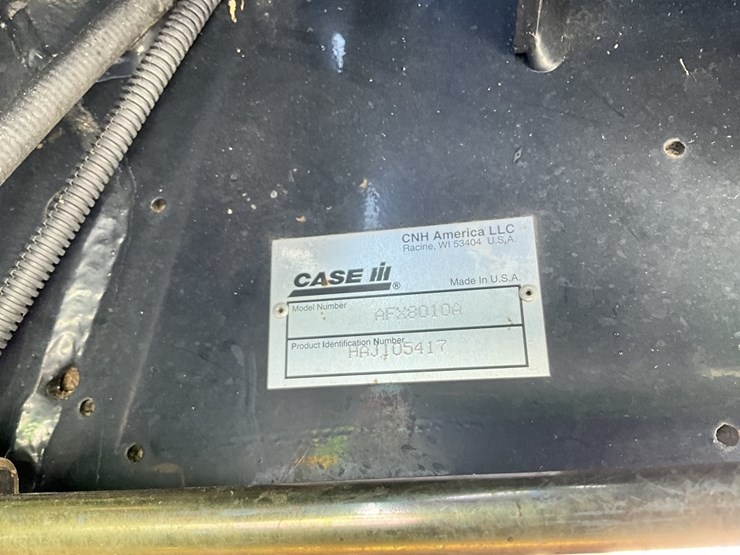 CNH America LLC
Racine, WI 53404 U.S.A.
CASE IH ®
Made In U.S.A.
Model Number AFX8010A
Product Identification Number HAJ105417